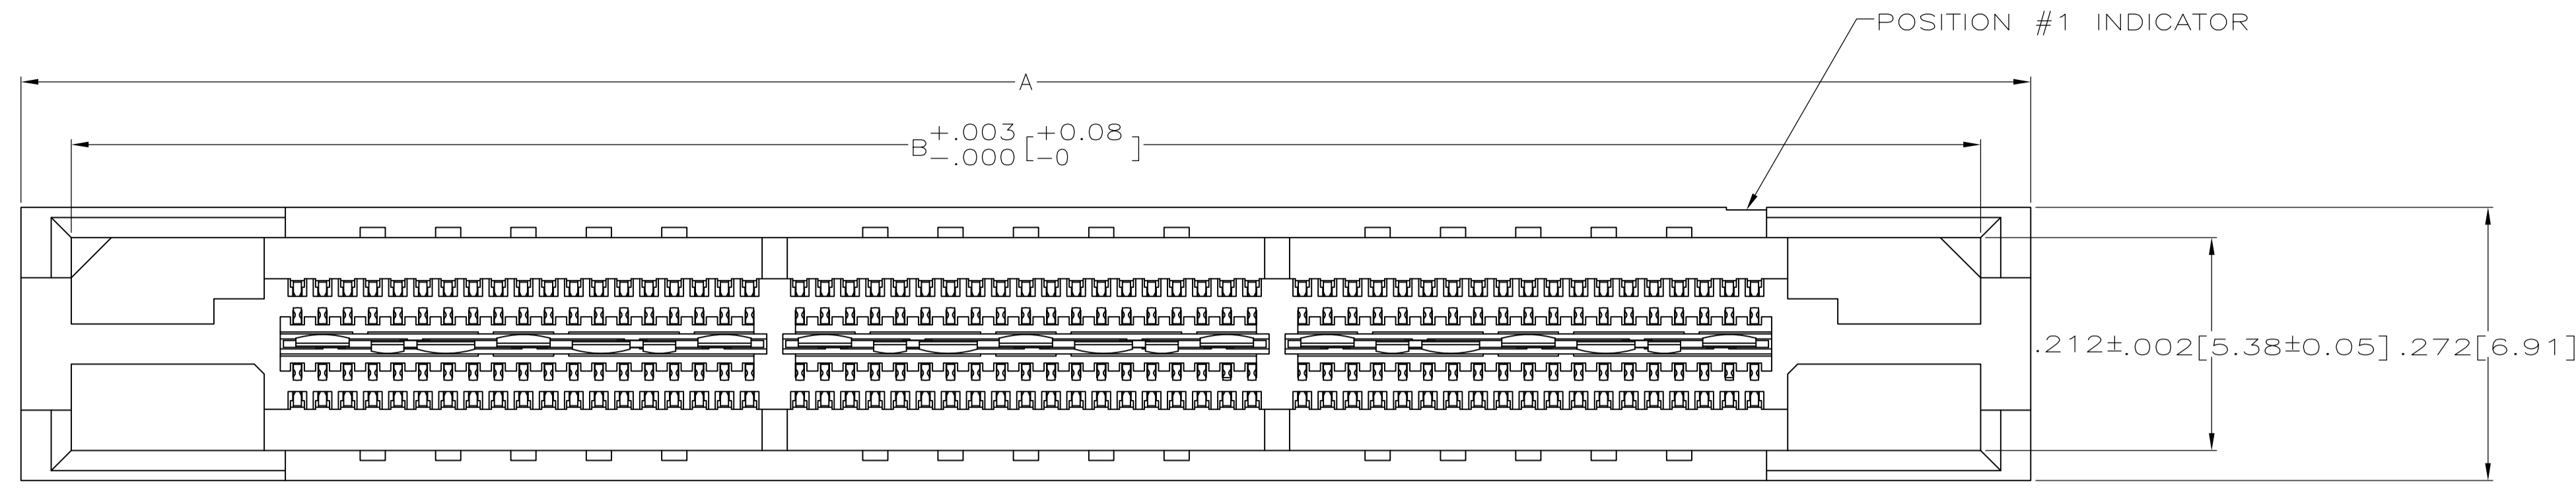 POSITION #1 INDICATOR
A
B+.003[+0.08]
-.000[-0]
.212±.002[5.38±0.05]
.272[6.91]